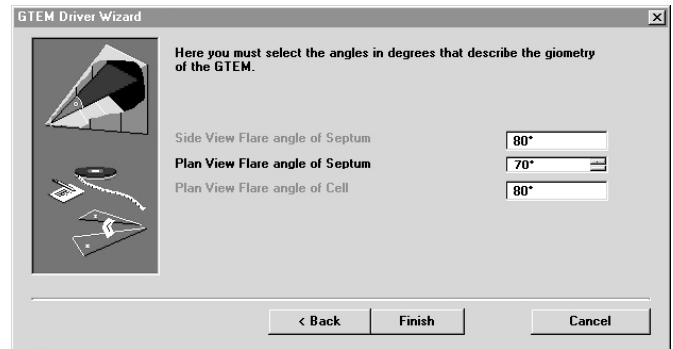 GTEM Driver Wizard
Here you must select the angles in degrees that describe the giometry
of the GTEM.
Side View Flare angle of Septum 80°
Plan View Flare angle of Septum 70°
Plan View Flare angle of Cell 80°
< Back Finish Cancel